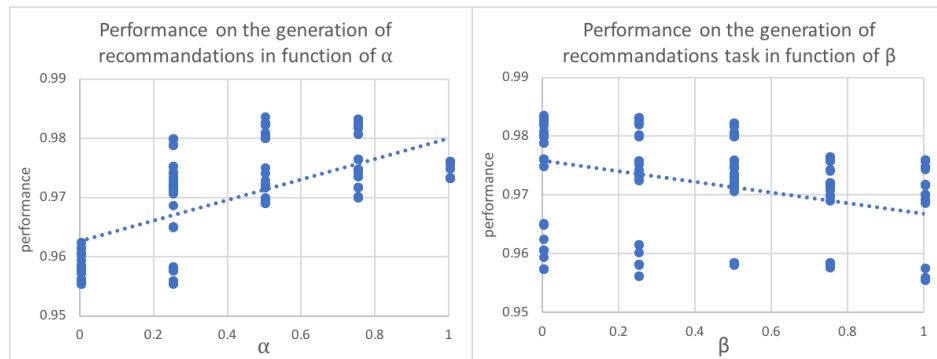 Performance on the generation of
recommandations in function of α
performance
0.99
0.98
0.97
0.96
0.95
0
0.2
0.4
0.6
0.8
1
α
Performance on the generation of
recommandations task in function of β
performance
0.99
0.98
0.97
0.96
0.95
0
0.2
0.4
0.6
0.8
1
β